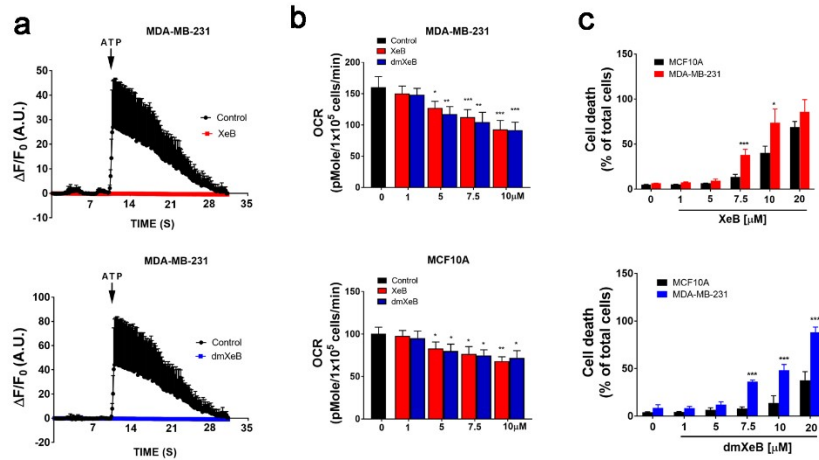 a
MDA-MB-231
ATP
50
40
30
20
10
0
-10
ΔF/F0 (A.U.)
7 14 21 28 35
TIME (S)
Control
XeB
MDA-MB-231
ATP
100
80
60
40
20
0
-20
ΔF/F0 (A.U.)
7 14 21 28 35
TIME (S)
Control
dmXeB
b
MDA-MB-231
Control
XeB
dmXeB
200
150
100
50
0
OCR
(pMole/1x10⁵ cells/min)
* ** *** ** *** ***
0 1 5 7.5 10µM
MCF10A
Control
XeB
dmXeB
200
150
100
50
0
OCR
(pMole/1x10⁵ cells/min)
* * * * ** *
0 1 5 7.5 10µM
c
MCF10A
MDA-MB-231
150
100
50
0
Cell death
(% of total cells)
*** *
0 1 5 7.5 10 20
XeB [µM]
MCF10A
MDA-MB-231
150
100
50
0
Cell death
(% of total cells)
*** *** ***
0 1 5 7.5 10 20
dmXeB [µM]